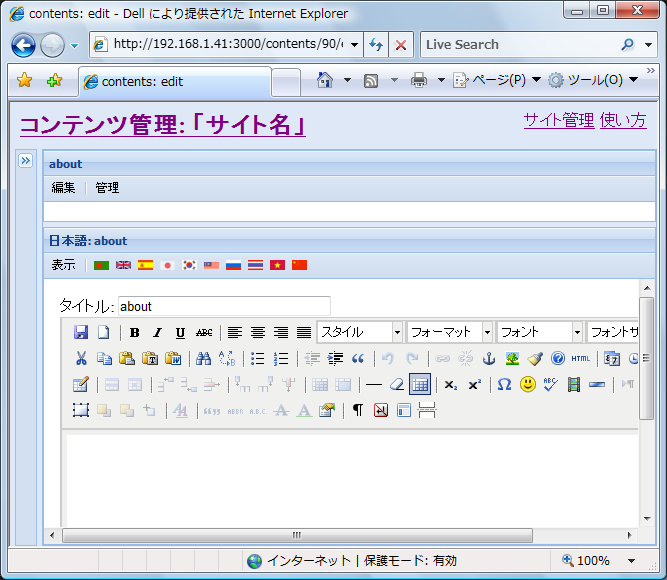 contents: edit - Dell により提供された Internet Explorer
http://192.168.1.41:3000/contents/90/
Live Search
contents: edit
ページ(P)
ツール(O)
コンテンツ管理: 「サイト名」
サイト管理 使い方
about
編集 管理
日本語: about
表示
タイトル: about
B I U ABC
スタイル フォーマット フォント フォントサ
HTML
x₂ x² Ω ABC
ABBR A.B.C. A A
インターネット | 保護モード: 有効
100%